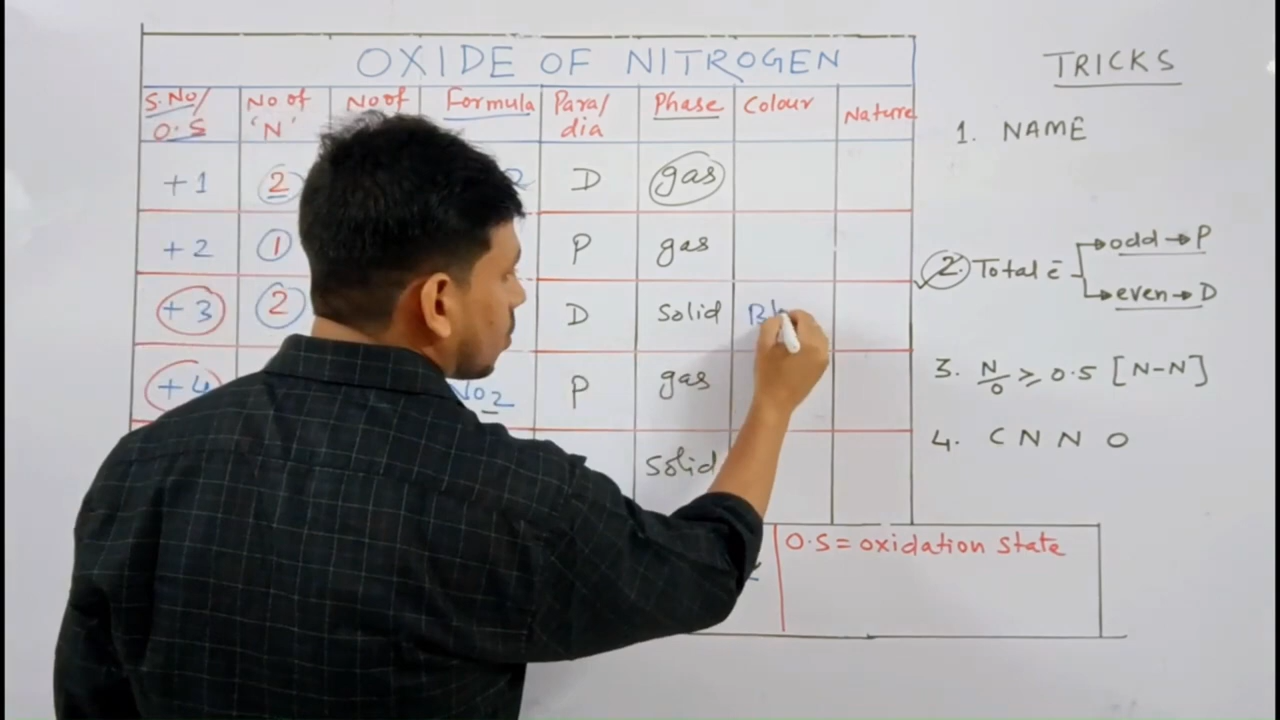 OXIDE OF NITROGEN
TRICKS
S.No/ O.S
No of 'N'
No of
Formula
Para/ dia
Phase
Colour
Nature
+1
2
D
gas
+2
1
P
gas
+3
2
D
Solid
+4
NO2
P
gas
Solid
1. NAME
2. Total ē
odd → P
even → D
3. N/O ⩾ 0.5 [N-N]
4. C N N O
O.S = oxidation state